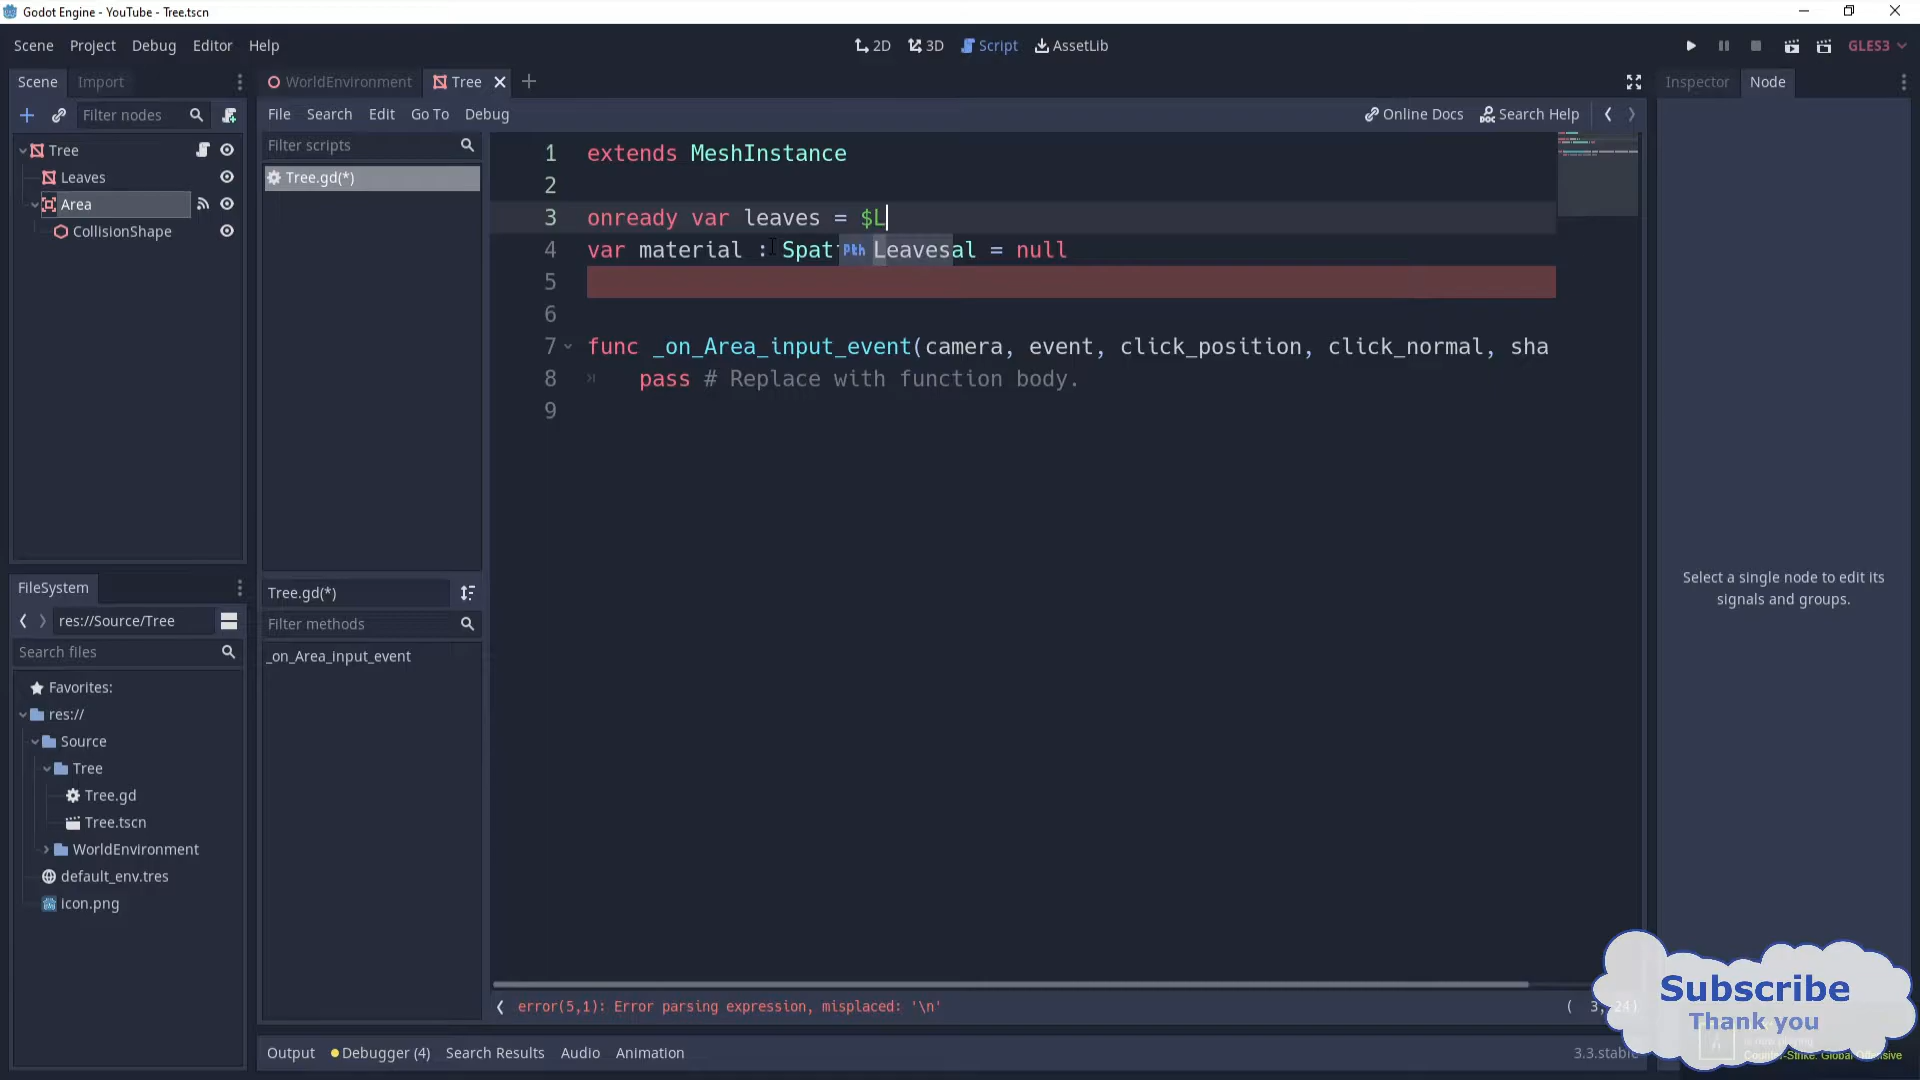 Godot Engine - YouTube - Tree.tscn
Scene Project Debug Editor Help
2D 3D Script AssetLib
GLES3
Scene Import
WorldEnvironment Tree
Inspector Node
Filter nodes
File Search Edit Go To Debug
Online Docs Search Help
Tree
Leaves
Area
CollisionShape
Filter scripts
Tree.gd(*)
1 extends MeshInstance
2
3 onready var leaves = $L
4 var material : Spat Leavesal = null
5
6
7 func _on_Area_input_event(camera, event, click_position, click_normal, sha
8 pass # Replace with function body.
9
Select a single node to edit its
signals and groups.
FileSystem
res://Source/Tree
Search files
Favorites:
res://
Source
Tree
Tree.gd
Tree.tscn
WorldEnvironment
default_env.tres
icon.png
Tree.gd(*)
Filter methods
_on_Area_input_event
error(5,1): Error parsing expression, misplaced: '\n'
( 3, 24)
Output Debugger (4) Search Results Audio Animation
3.3.stable
Subscribe
Thank you
Counter-Strike: Global Offensive